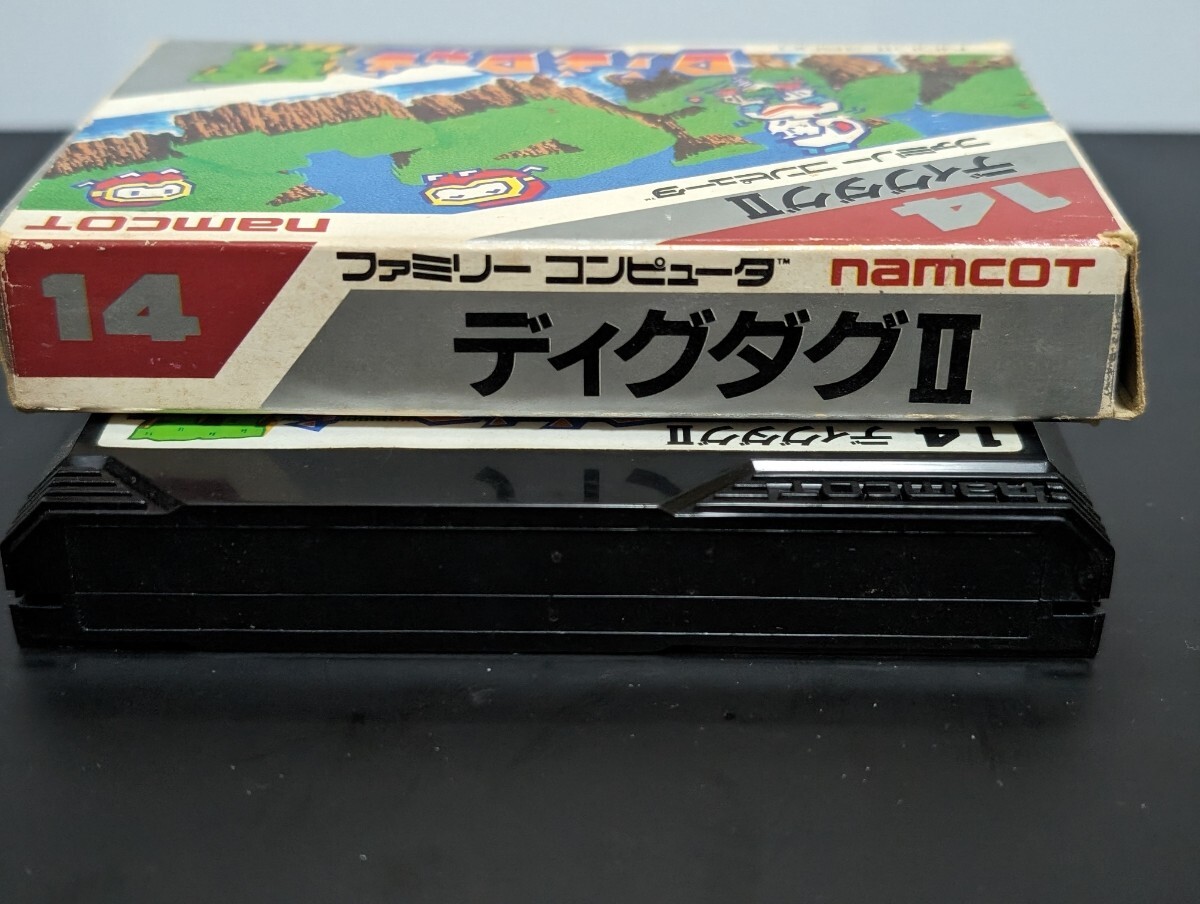 namcot
ファミリー コンピュータ
ディグダグII
14
14
ファミリー コンピュータ™
namcot
ディグダグII
14 ディグダグII
namcot